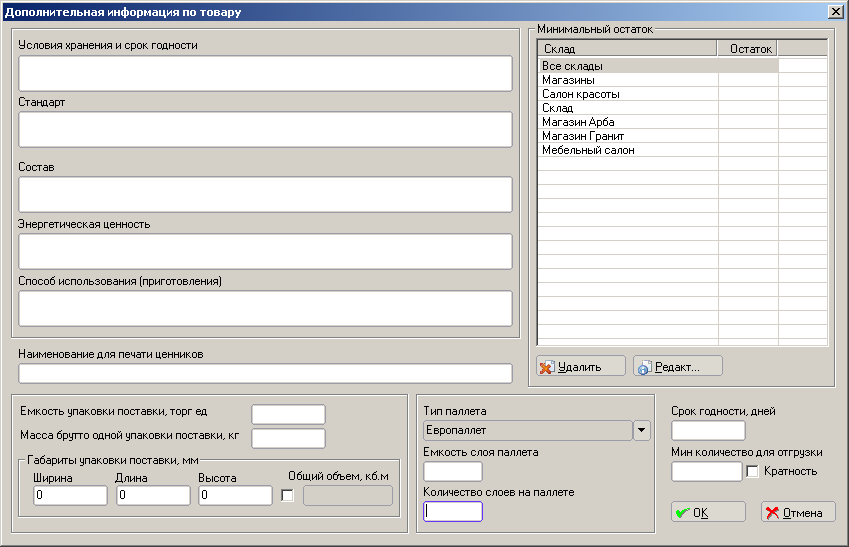 Дополнительная информация по товару
Условия хранения и срок годности
Стандарт
Состав
Энергетическая ценность
Способ использования (приготовления)
Наименование для печати ценников
Минимальный остаток
Склад Остаток
Все склады
Магазины
Салон красоты
Склад
Магазин Арба
Магазин Гранит
Мебельный салон
Удалить Редакт...
Емкость упаковки поставки, торг ед
Масса брутто одной упаковки поставки, кг
Габариты упаковки поставки, мм
Ширина Длина Высота Общий объем, кб.м
0 0 0
Тип паллета
Европаллет
Емкость слоя паллета
Количество слоев на паллете
Срок годности, дней
Мин количество для отгрузки
Кратность
OK Отмена